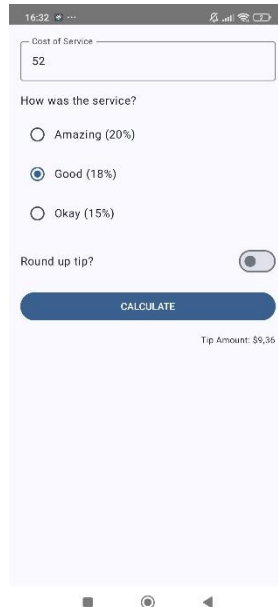 16:32
Cost of Service
52
How was the service?
Amazing (20%)
Good (18%)
Okay (15%)
Round up tip?
CALCULATE
Tip Amount: $9,36